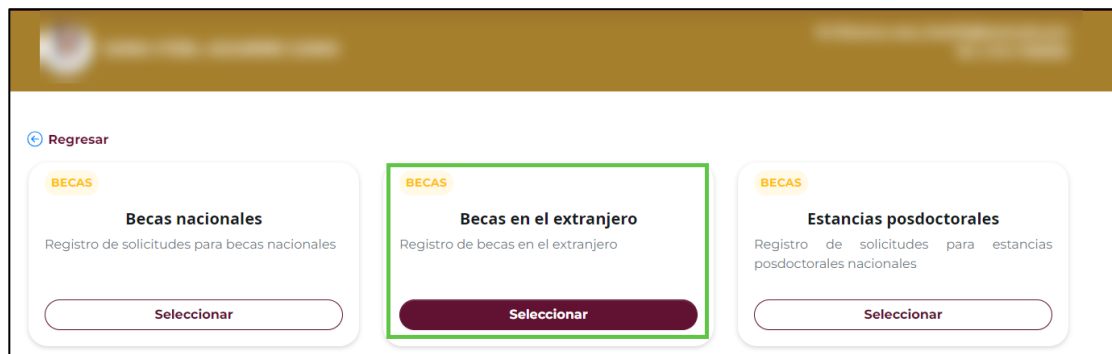 Regresar
BECAS
Becas nacionales
Registro de solicitudes para becas nacionales
Seleccionar
BECAS
Becas en el extranjero
Registro de becas en el extranjero
Seleccionar
BECAS
Estancias posdoctorales
Registro de solicitudes para estancias
posdoctorales nacionales
Seleccionar